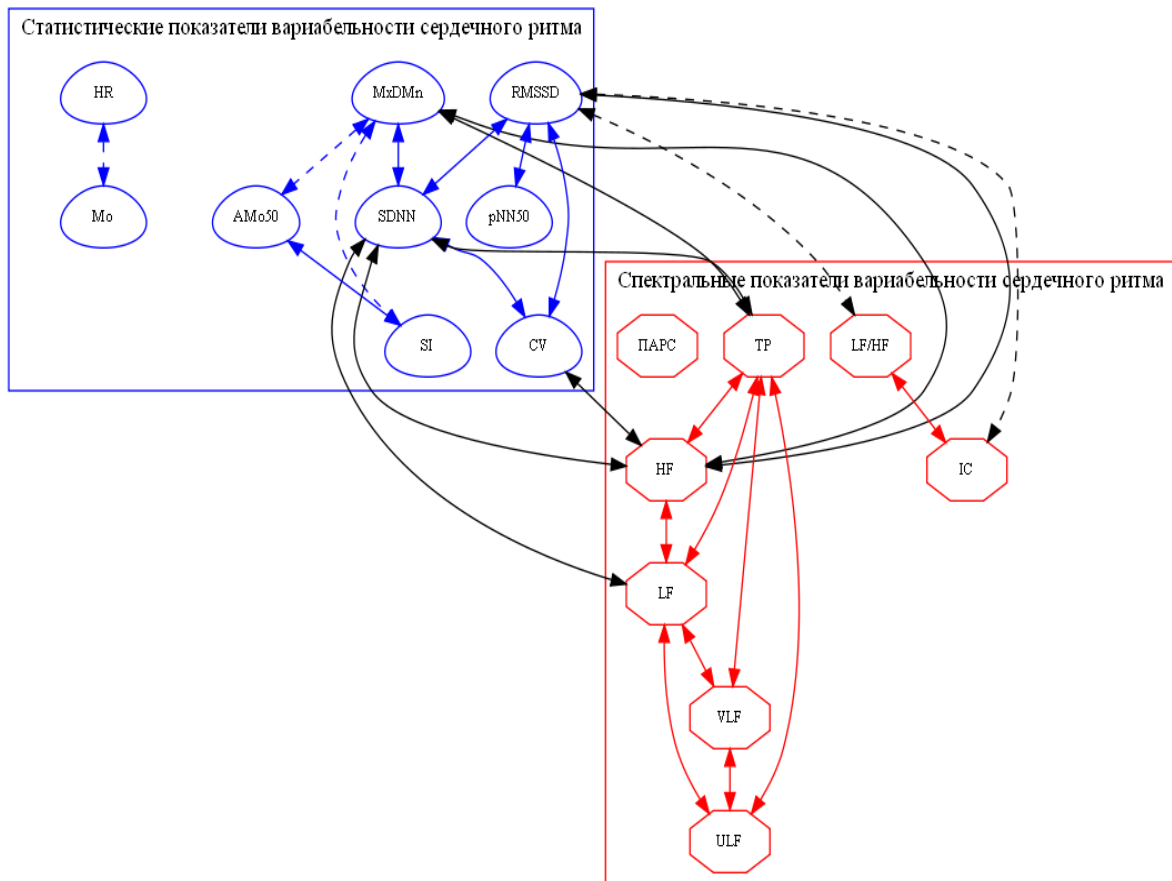 Статистические показатели вариабельности сердечного ритма
HR
MxDMn
RMSSD
Mo
AMo50
SDNN
pNN50
SI
CV
Спектральные показатели вариабельности сердечного ритма
ПАРС
TP
LF/HF
HF
IC
LF
VLF
ULF